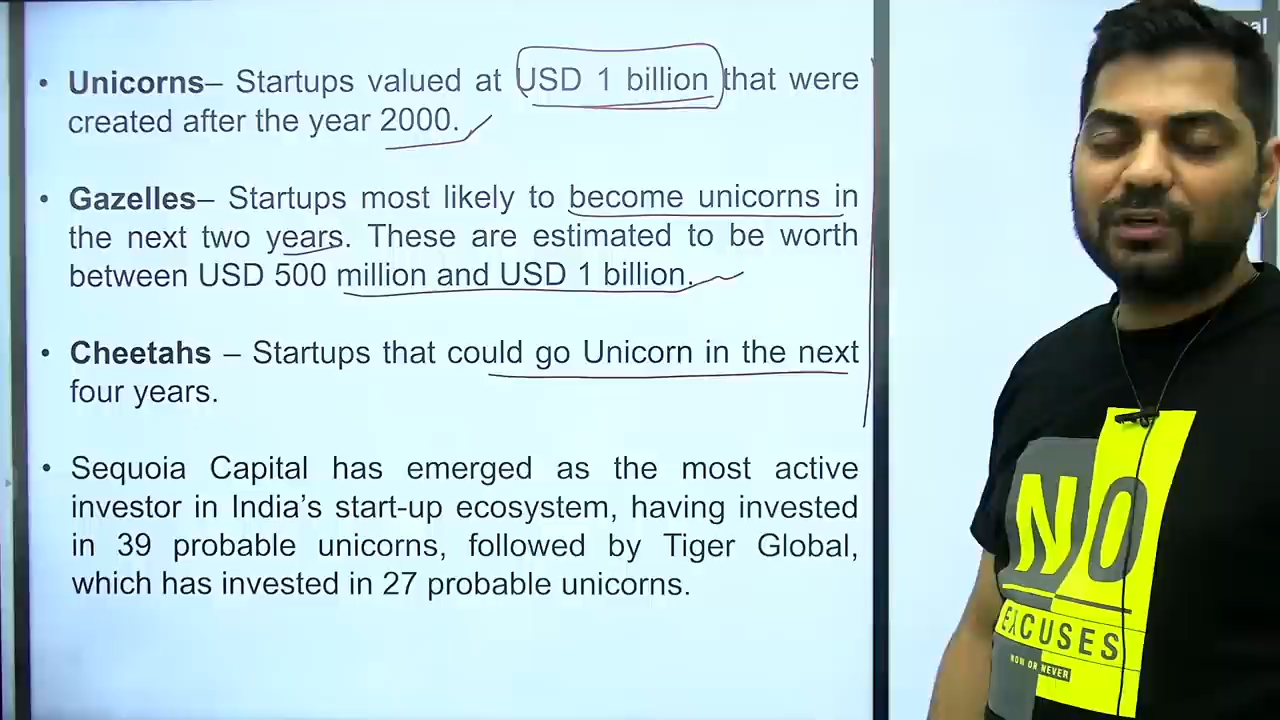 • Unicorns– Startups valued at USD 1 billion that were
created after the year 2000.
• Gazelles– Startups most likely to become unicorns in
the next two years. These are estimated to be worth
between USD 500 million and USD 1 billion.
• Cheetahs – Startups that could go Unicorn in the next
four years.
• Sequoia Capital has emerged as the most active
investor in India's start-up ecosystem, having invested
in 39 probable unicorns, followed by Tiger Global,
which has invested in 27 probable unicorns.
NO
EXCUSES
NOW OR NEVER